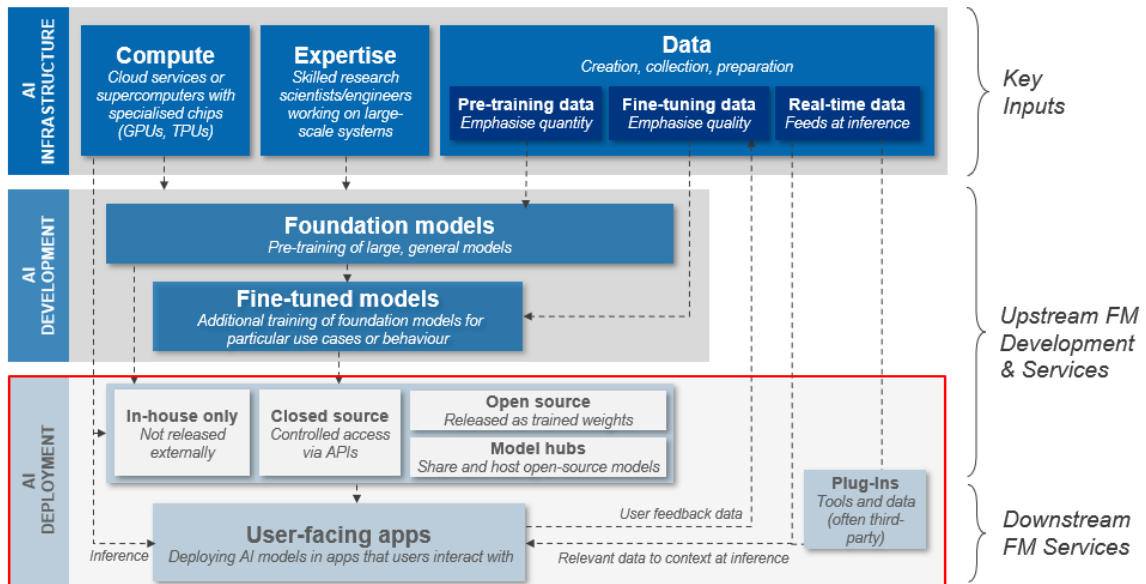 AI
INFRASTRUCTURE
Compute
Cloud services or
supercomputers with
specialised chips
(GPUs, TPUs)
Expertise
Skilled research
scientists/engineers
working on large-
scale systems
Data
Creation, collection, preparation
Pre-training data
Emphasise quantity
Fine-tuning data
Emphasise quality
Real-time data
Feeds at inference
Key
Inputs
AI
DEVELOPMENT
Foundation models
Pre-training of large, general models
Fine-tuned models
Additional training of foundation models for
particular use cases or behaviour
Upstream FM
Development
& Services
AI
DEPLOYMENT
In-house only
Not released
externally
Closed source
Controlled access
via APIs
Open source
Released as trained weights
Model hubs
Share and host open-source models
Plug-Ins
Tools and data
(often third-
party)
User-facing apps
Deploying AI models in apps that users interact with
Inference
User feedback data
Relevant data to context at inference
Downstream
FM Services